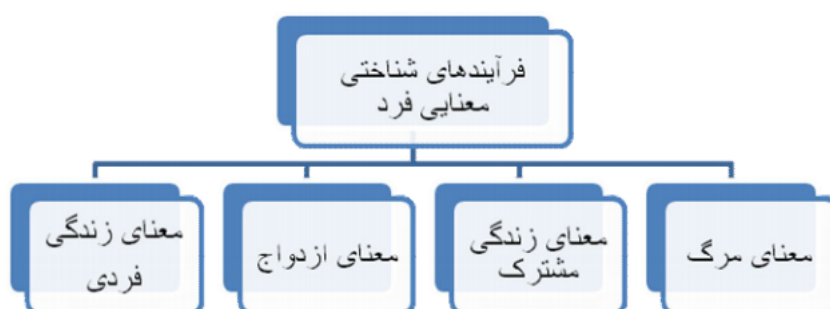 فرآیندهای شناختی
معنایی فرد
معنای مرگ
معنای زندگی
مشترک
معنای ازدواج
معنای زندگی
فردی